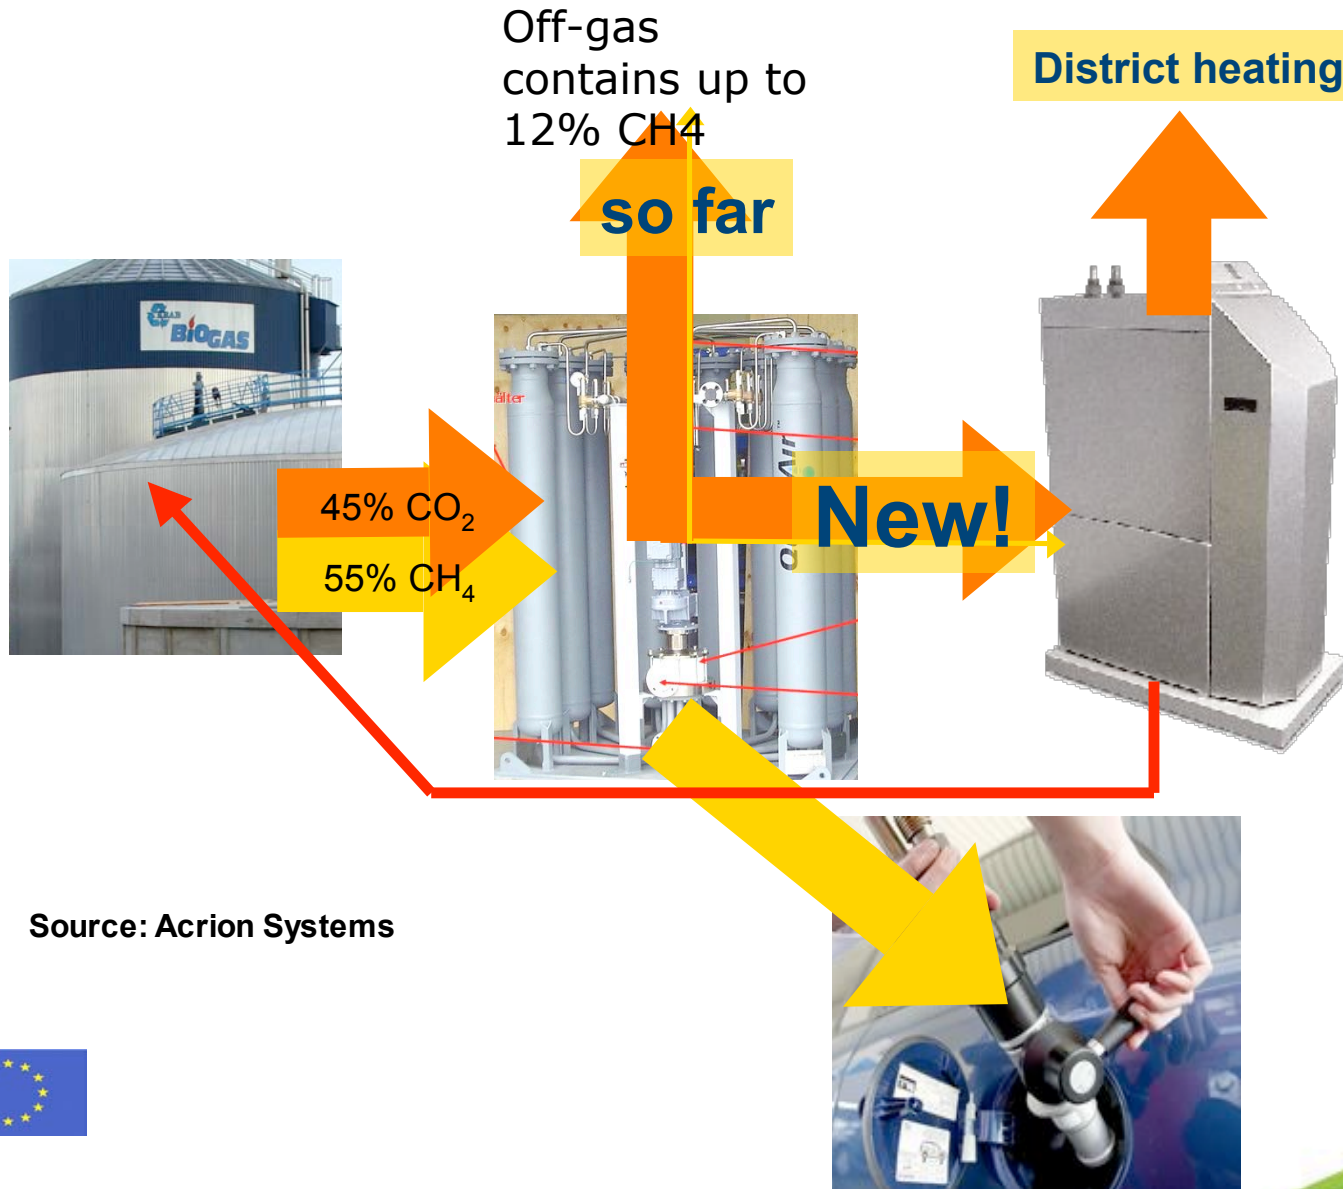 Off-gas
contains up to
12% CH4
District heating
so far
BIOGAS
älter
45% CO₂
55% CH₄
New!
Source: Acrion Systems